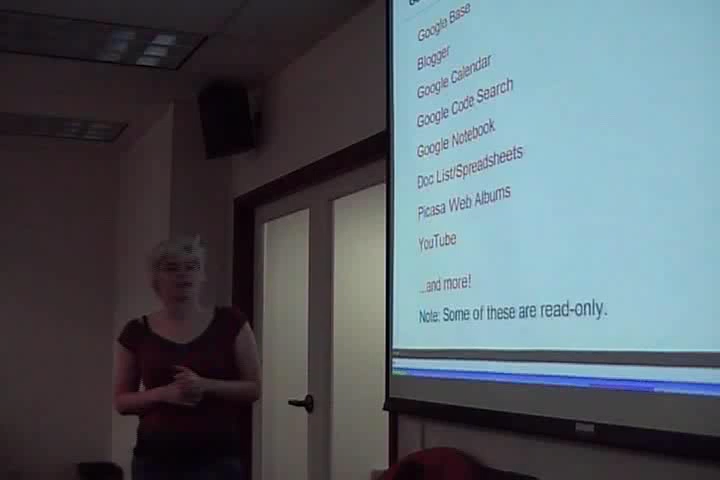 Google Base
Blogger
Google Calendar
Google Code Search
Google Notebook
Doc List/Spreadsheets
Picasa Web Albums
YouTube
...and more!
Note: Some of these are read-only.